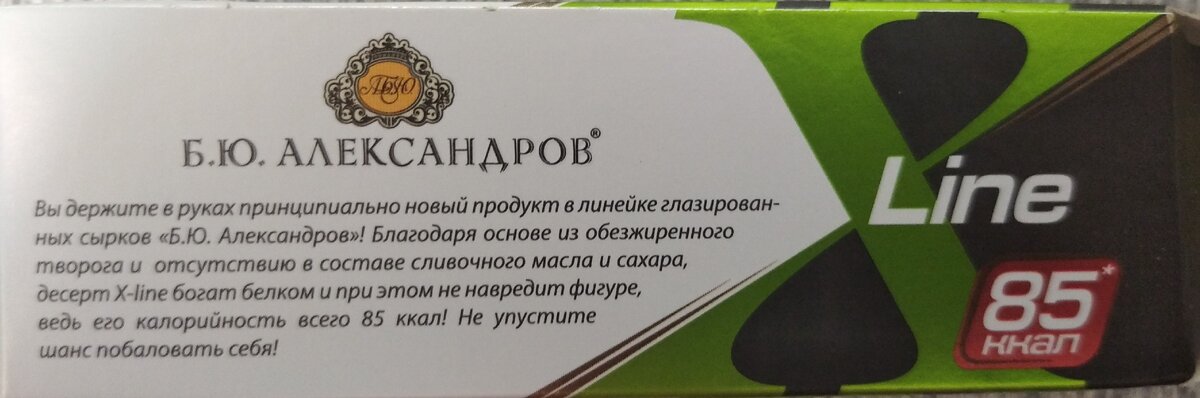 АБЮ
Б.Ю. АЛЕКСАНДРОВ®
Вы держите в руках принципиально новый продукт в линейке глазирован-
ных сырков «Б.Ю. Александров»! Благодаря основе из обезжиренного
творога и отсутствию в составе сливочного масла и сахара,
десерт X-line богат белком и при этом не навредит фигуре,
ведь его калорийность всего 85 ккал! Не упустите
шанс побаловать себя!
X Line
85*
ккал